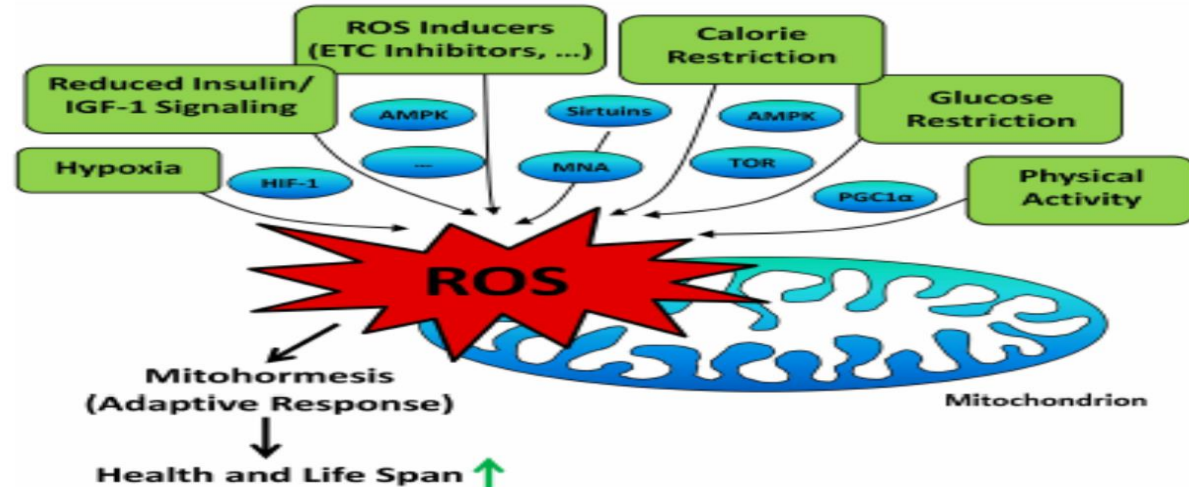 ROS Inducers
(ETC Inhibitors, ...)
Calorie
Restriction
Reduced Insulin/
IGF-1 Signaling
Glucose
Restriction
Hypoxia
Physical
Activity
AMPK
Sirtuins
AMPK
...
MNA
TOR
HIF-1
PGC1α
ROS
Mitohormesis
(Adaptive Response)
Mitochondrion
Health and Life Span ↑